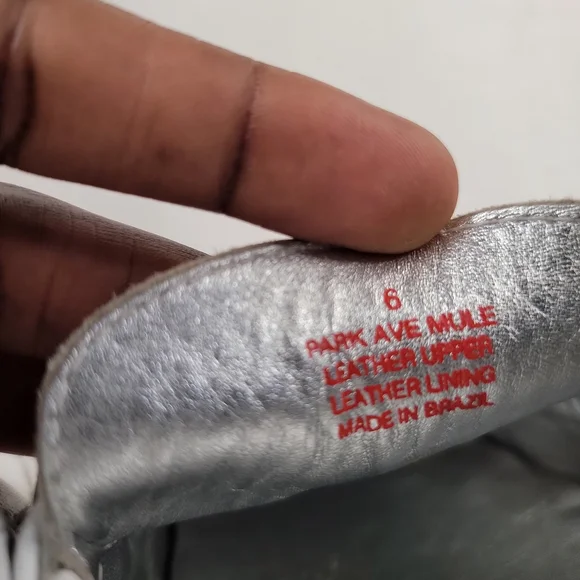 6
PARK AVE MULE
LEATHER UPPER
LEATHER LINING
MADE IN BRAZIL